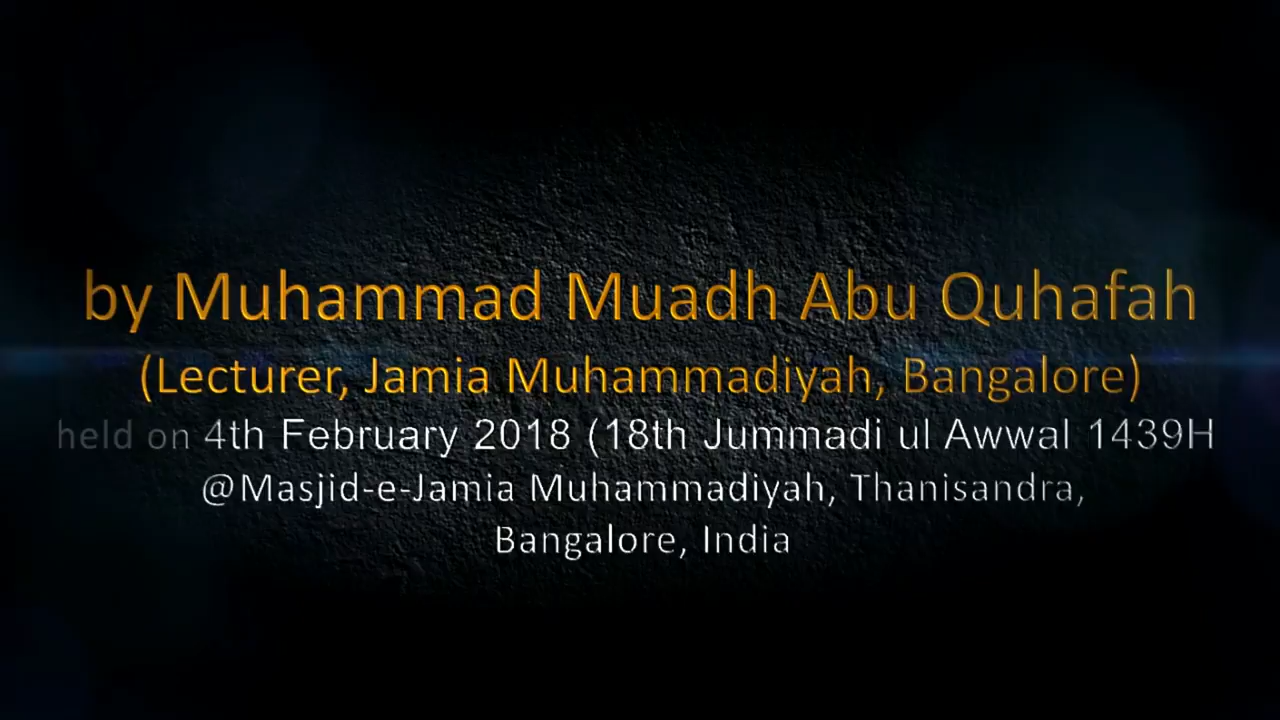 by Muhammad Muadh Abu Quhafah
(Lecturer, Jamia Muhammadiyah, Bangalore)
held on 4th February 2018 (18th Jummadi ul Awwal 1439H
@Masjid-e-Jamia Muhammadiyah, Thanisandra,
Bangalore, India